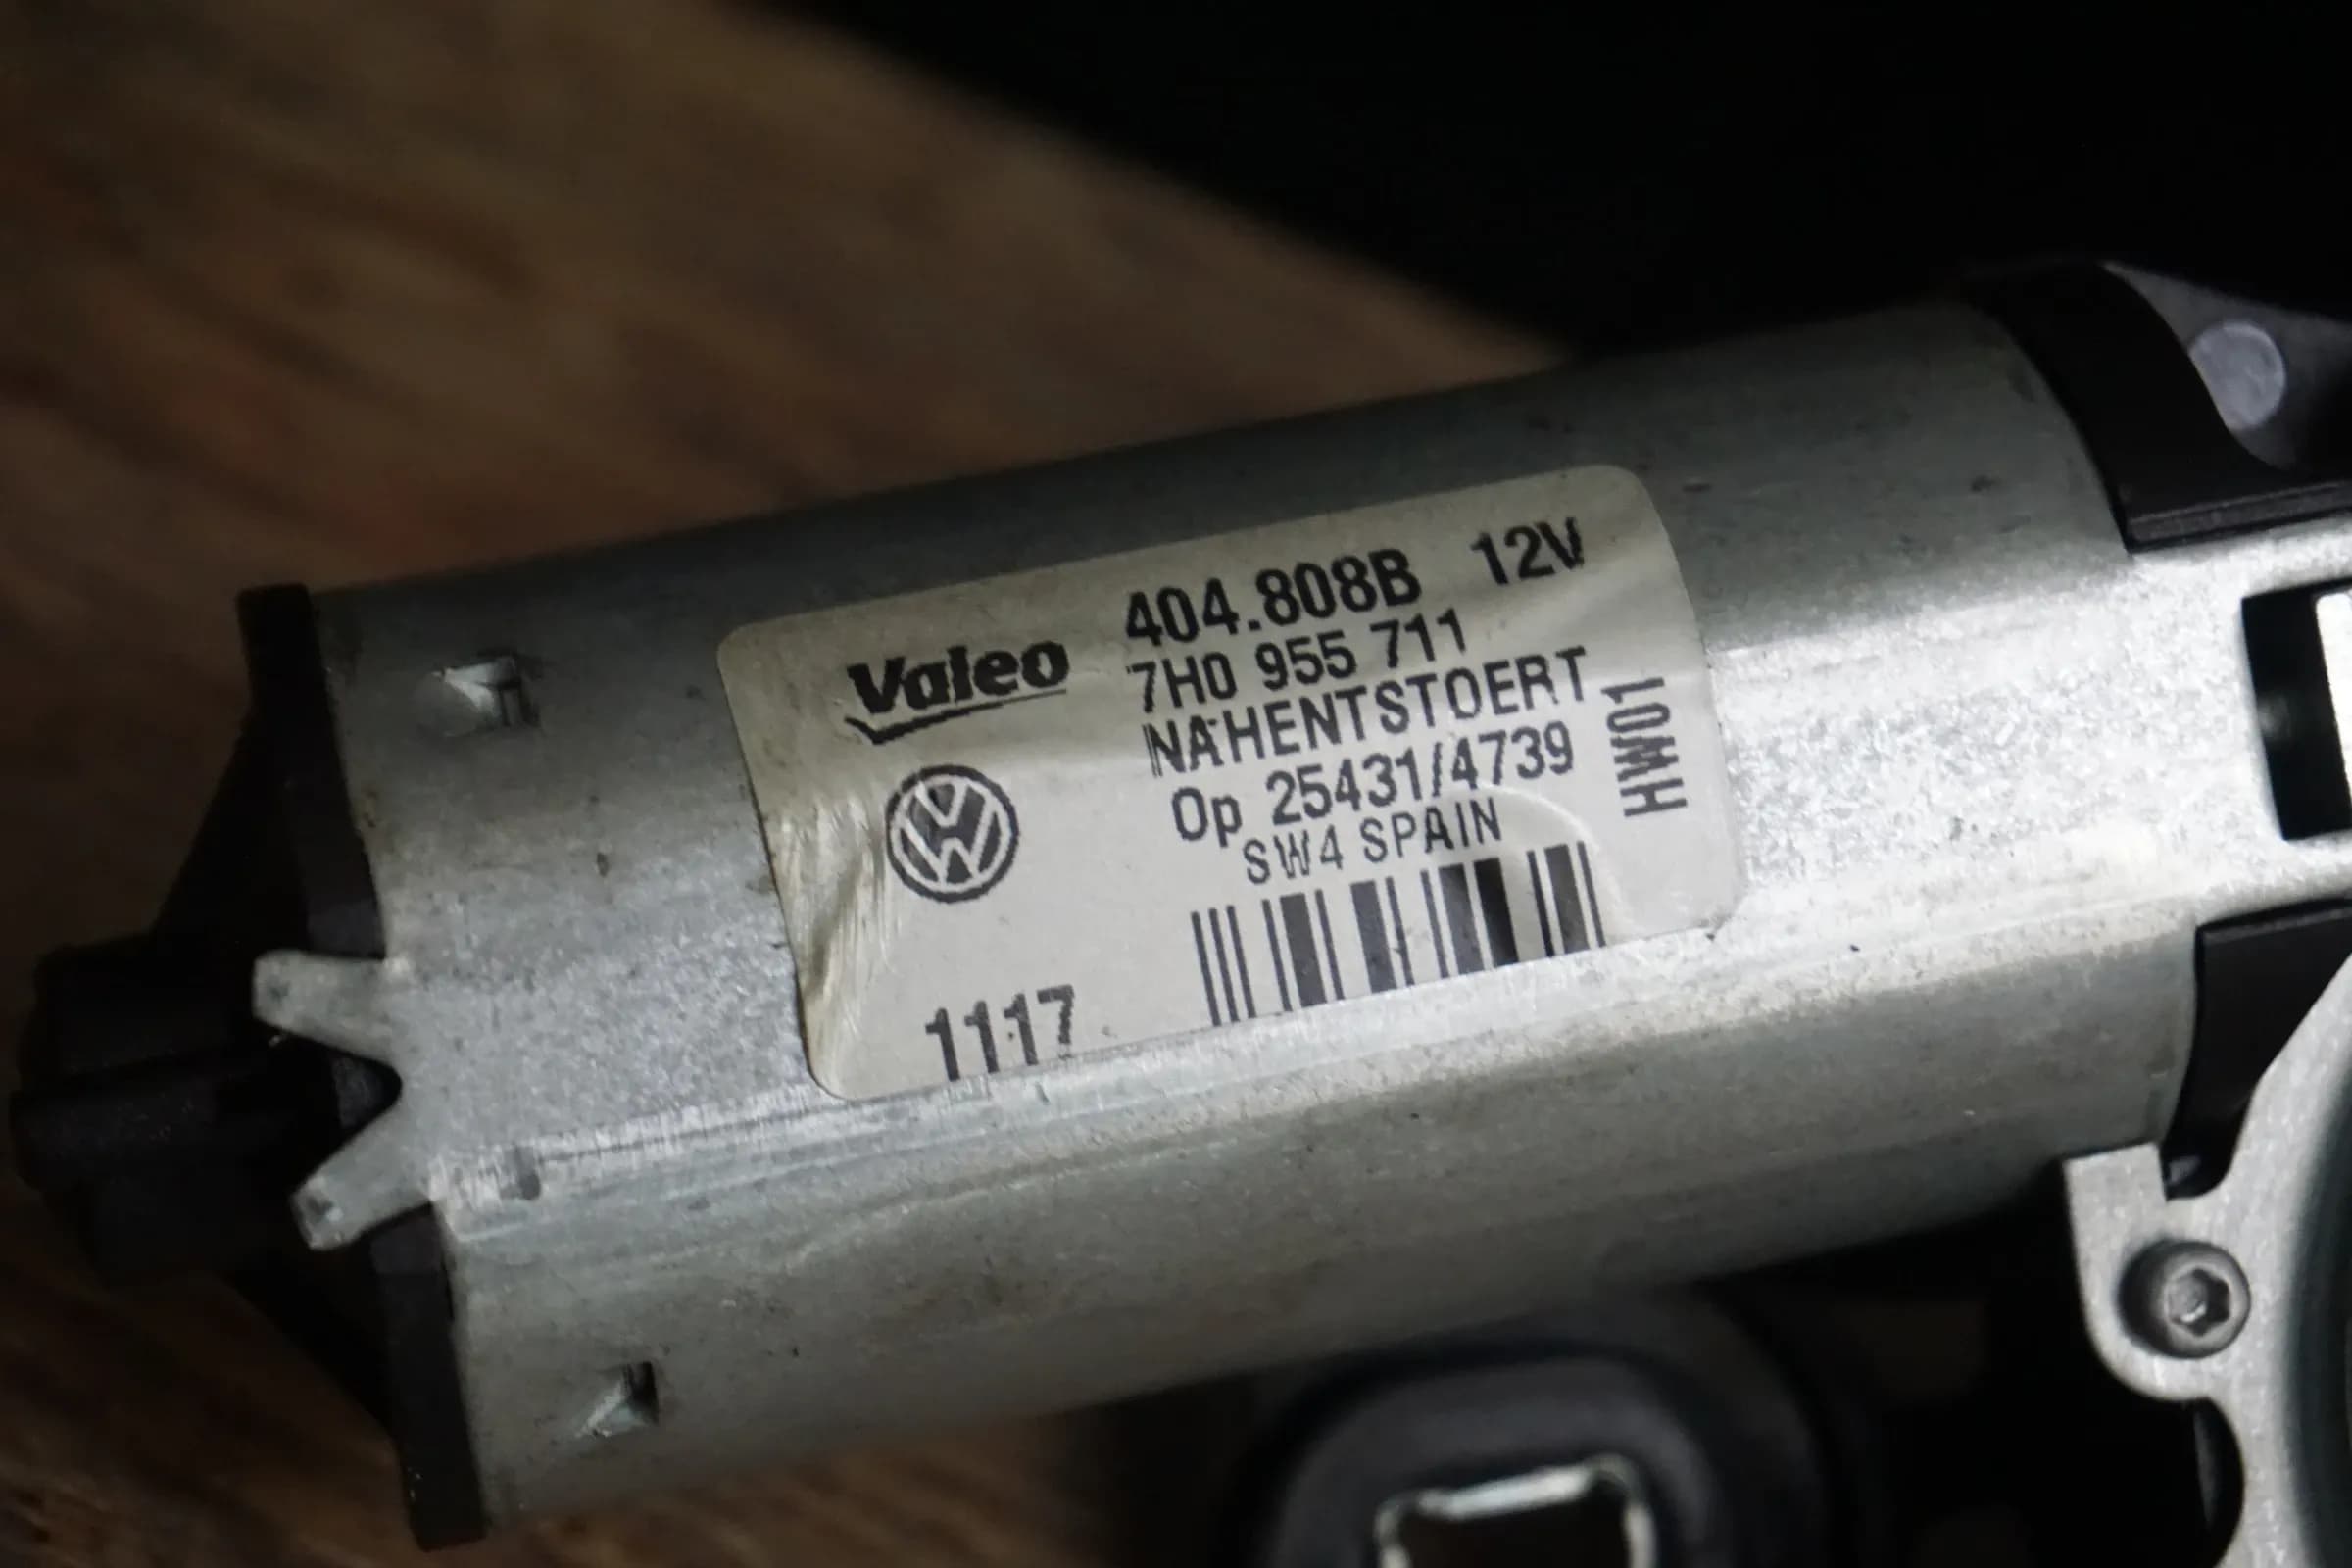 Valeo
404.808B 12V
7H0 955 711
NAHENTSTOERT
Op 25431/4739
SW4 SPAIN
HW01
1117